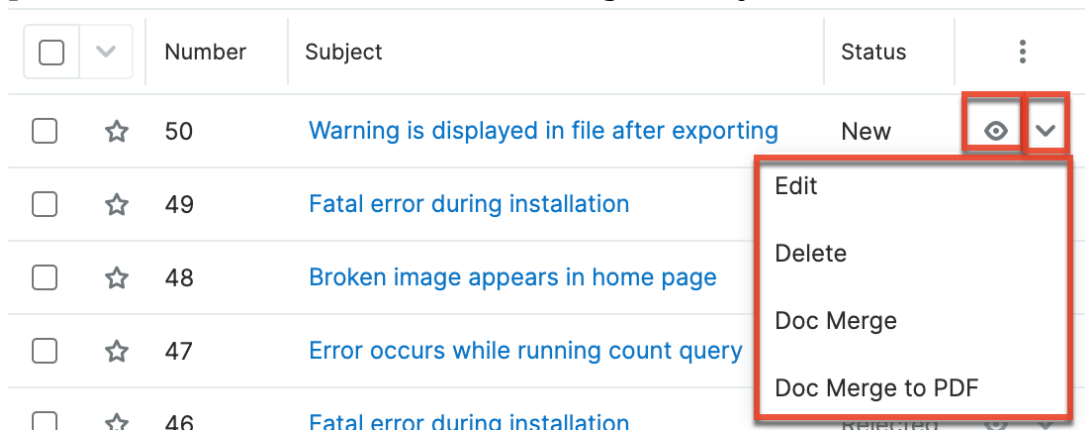 Number Subject Status
50 Warning is displayed in file after exporting New
Edit
49 Fatal error during installation
Delete
48 Broken image appears in home page
Doc Merge
47 Error occurs while running count query
Doc Merge to PDF
46 Fatal error during installation Rejected